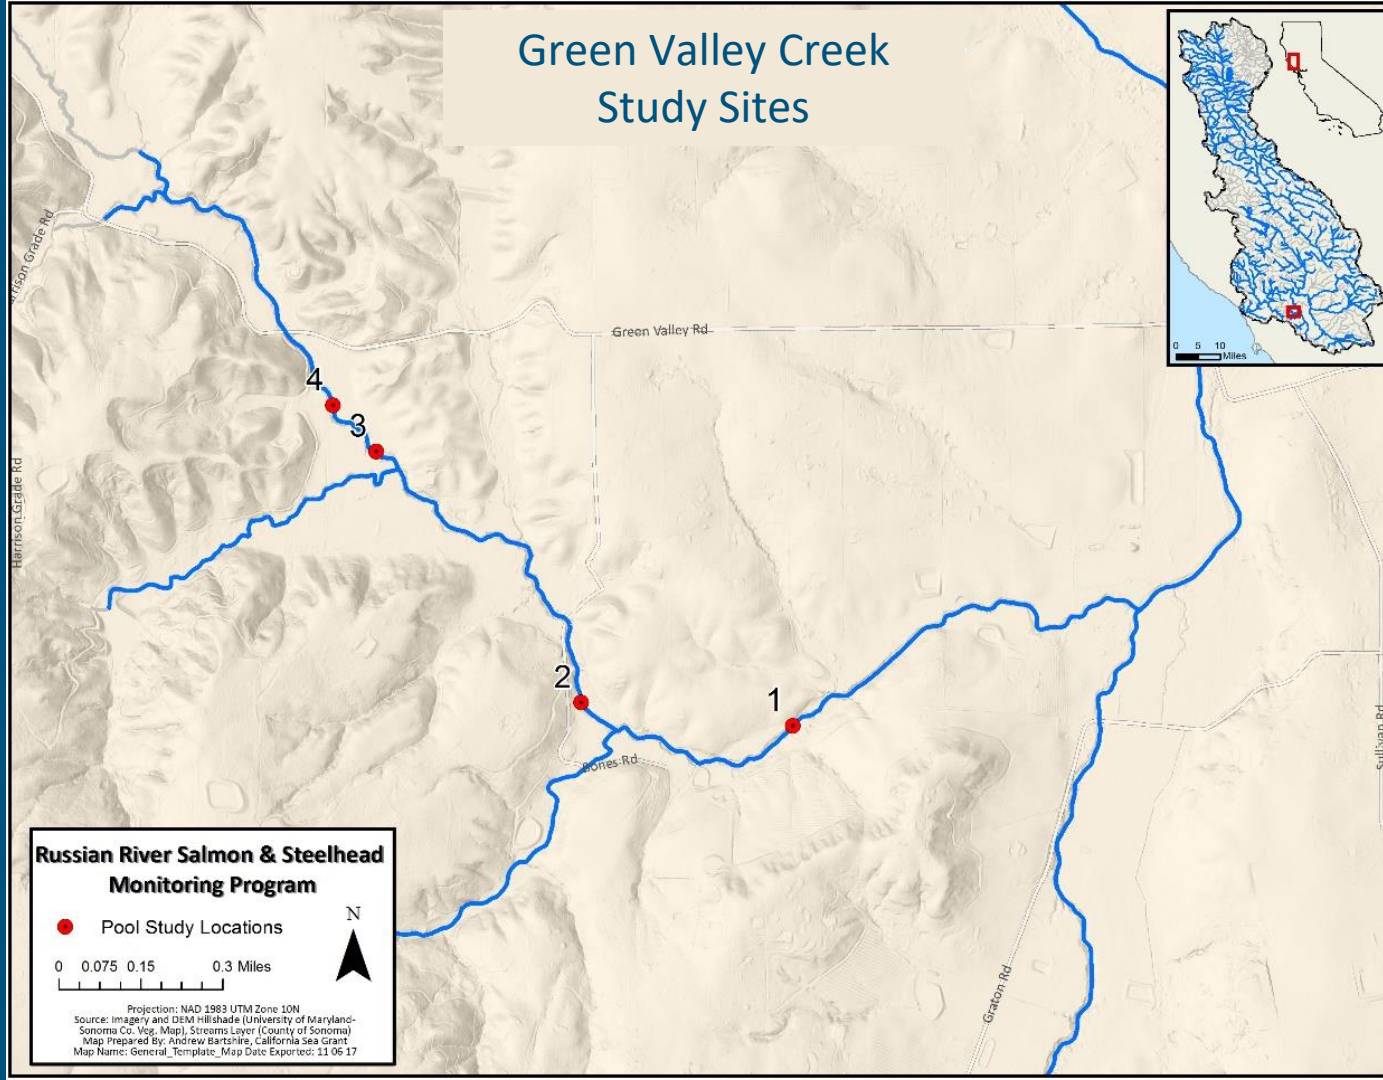 Green Valley Creek
Study Sites
0 5 10
Miles
rrison Grade Rd
Green Valley Rd
4
3
Harrison Grade Rd
2
1
Bones Rd
Sullivan Rd
Graton Rd
Russian River Salmon & Steelhead
Monitoring Program
Pool Study Locations
N
0 0.075 0.15 0.3 Miles
Projection: NAD 1983 UTM Zone 10N
Source: Imagery and DEM Hillshade (University of Maryland-
Sonoma Co. Veg. Map), Streams Layer (County of Sonoma)
Map Prepared By: Andrew Bartshire, California Sea Grant
Map Name: General_Template_Map Date Exported: 11 06 17